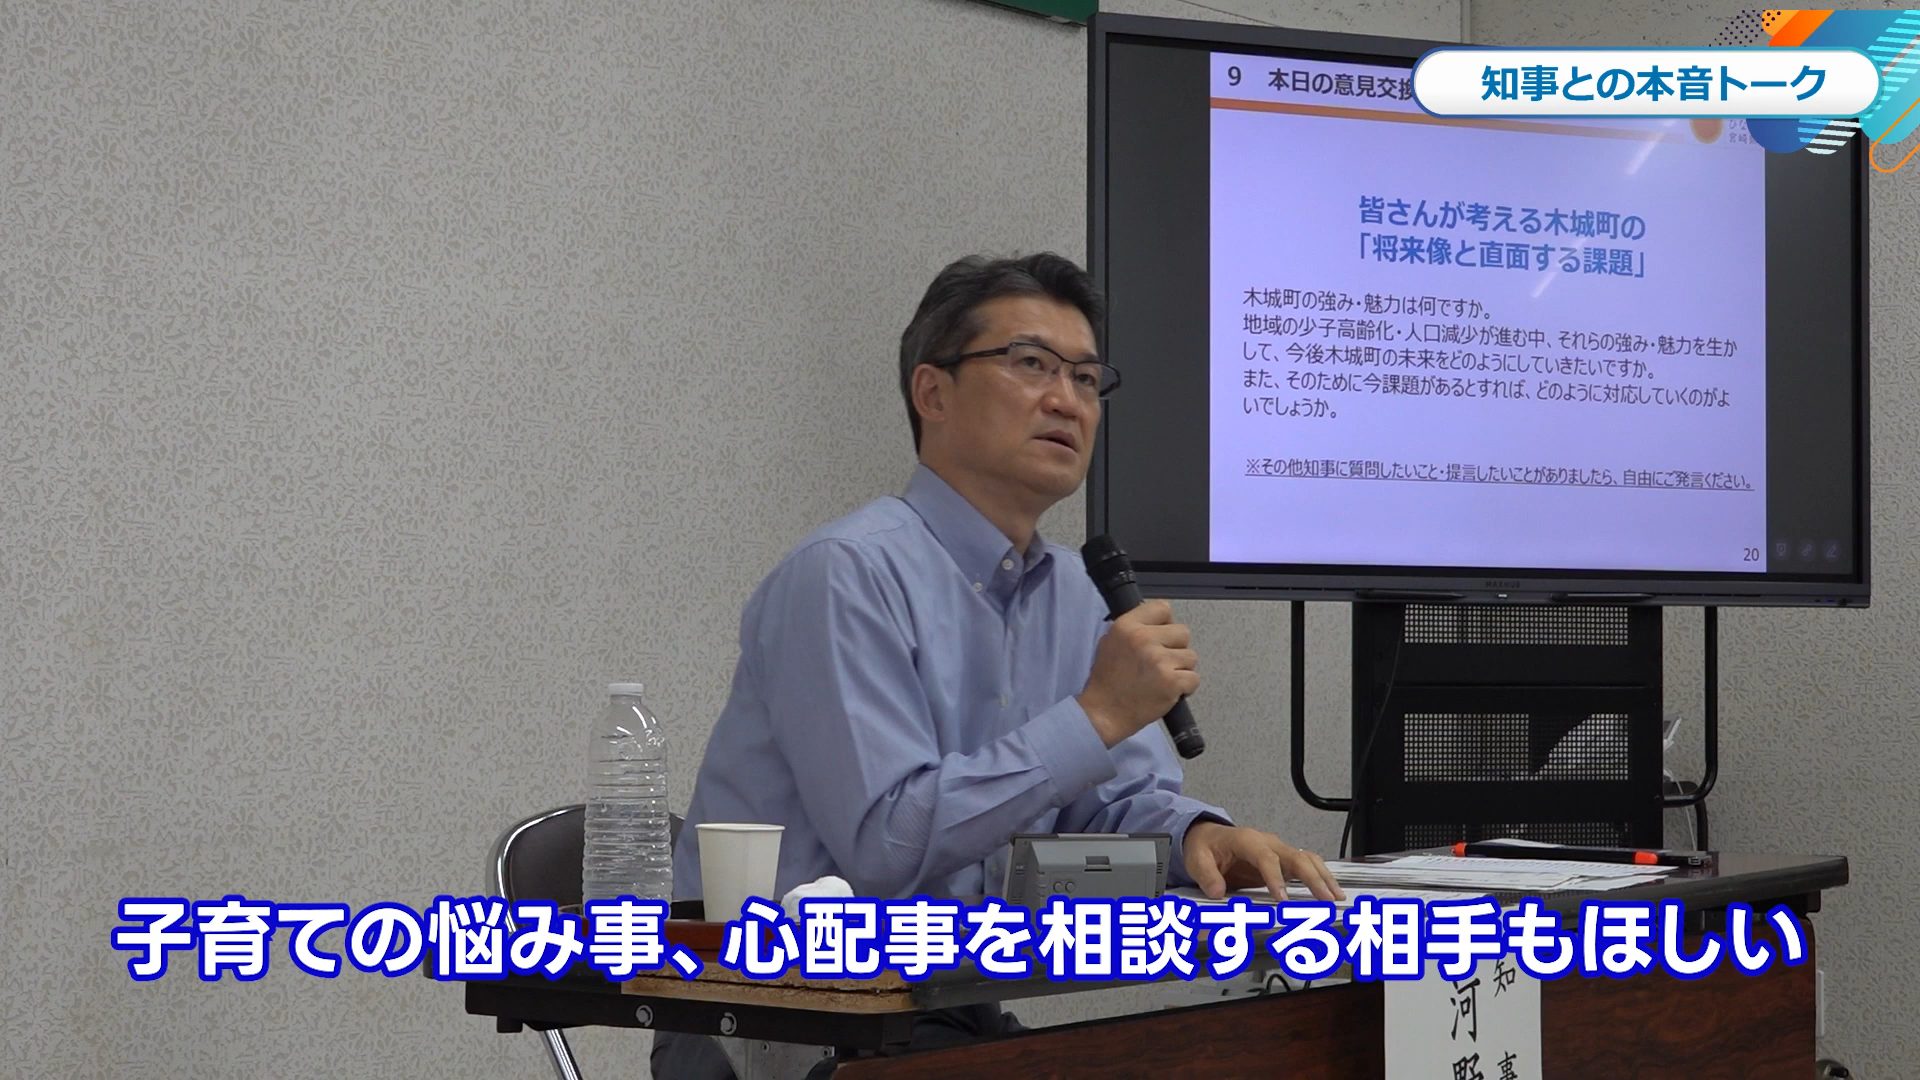 知事との本音トーク
9 本日の意見交換
皆さんが考える木城町の
「将来像と直面する課題」
木城町の強み・魅力は何ですか。
地域の少子高齢化・人口減少が進む中、それらの強み・魅力を生か
して、今後木城町の未来をどのようにしていきたいですか。
また、そのために今課題があるとすれば、どのように対応していくのがよ
いでしょうか。
※その他知事に質問したいこと・提言したいことがありましたら、自由にご発言ください。
20
子育ての悩み事、心配事を相談する相手もほしい
知事
河野